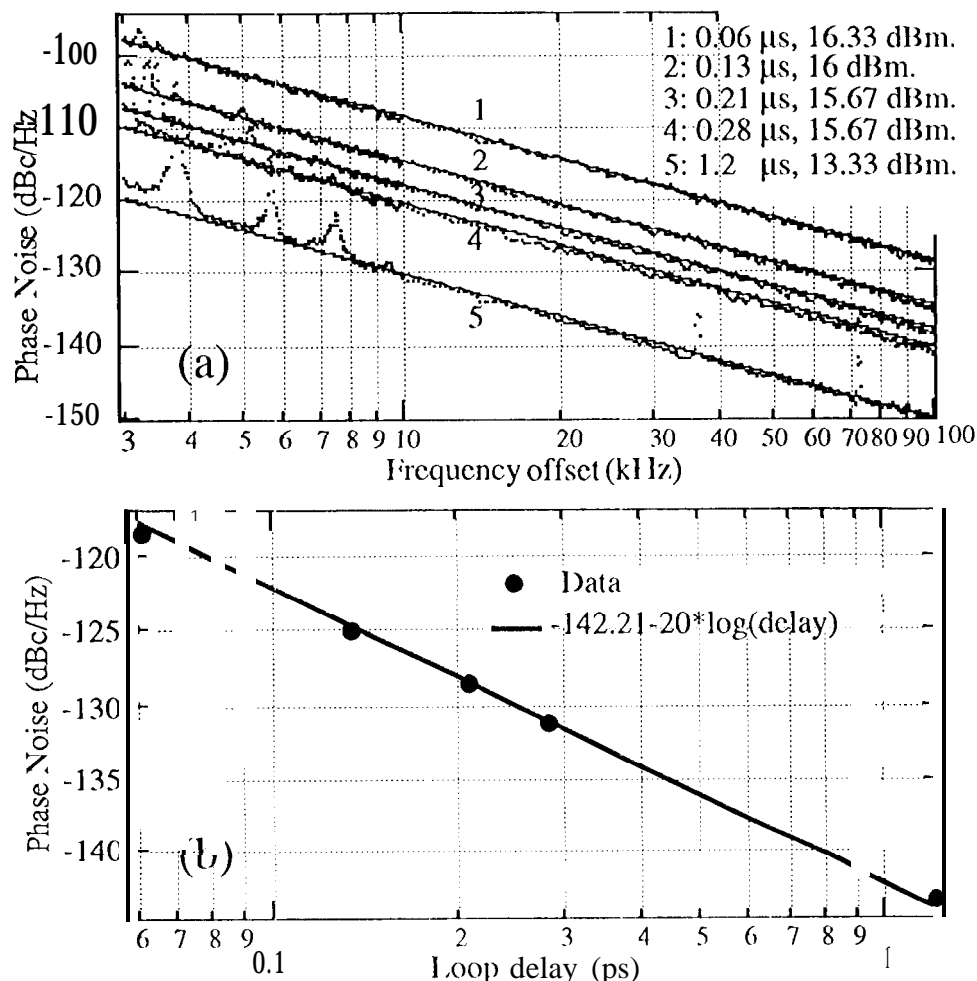 -100
-110
-120
-130
-140
-150
Phase Noise (dBc/Hz)
1: 0.06 µs, 16.33 dBm.
2: 0.13 µs, 16 dBm.
3: 0.21 µs, 15.67 dBm.
4: 0.28 µs, 15.67 dBm.
5: 1.2 µs, 13.33 dBm.
1
2
3
4
5
(a)
3 4 5 6 7 8 9 10 20 30 40 50 60 70 80 90 100
Frequency offset (kHz)
-120
-125
-130
-135
-140
Phase Noise (dBc/Hz)
Data
-142.21-20*log(delay)
(b)
6 7 8 9 2 3 4 5 6 7 8 9
0.1 1
Loop delay (ps)